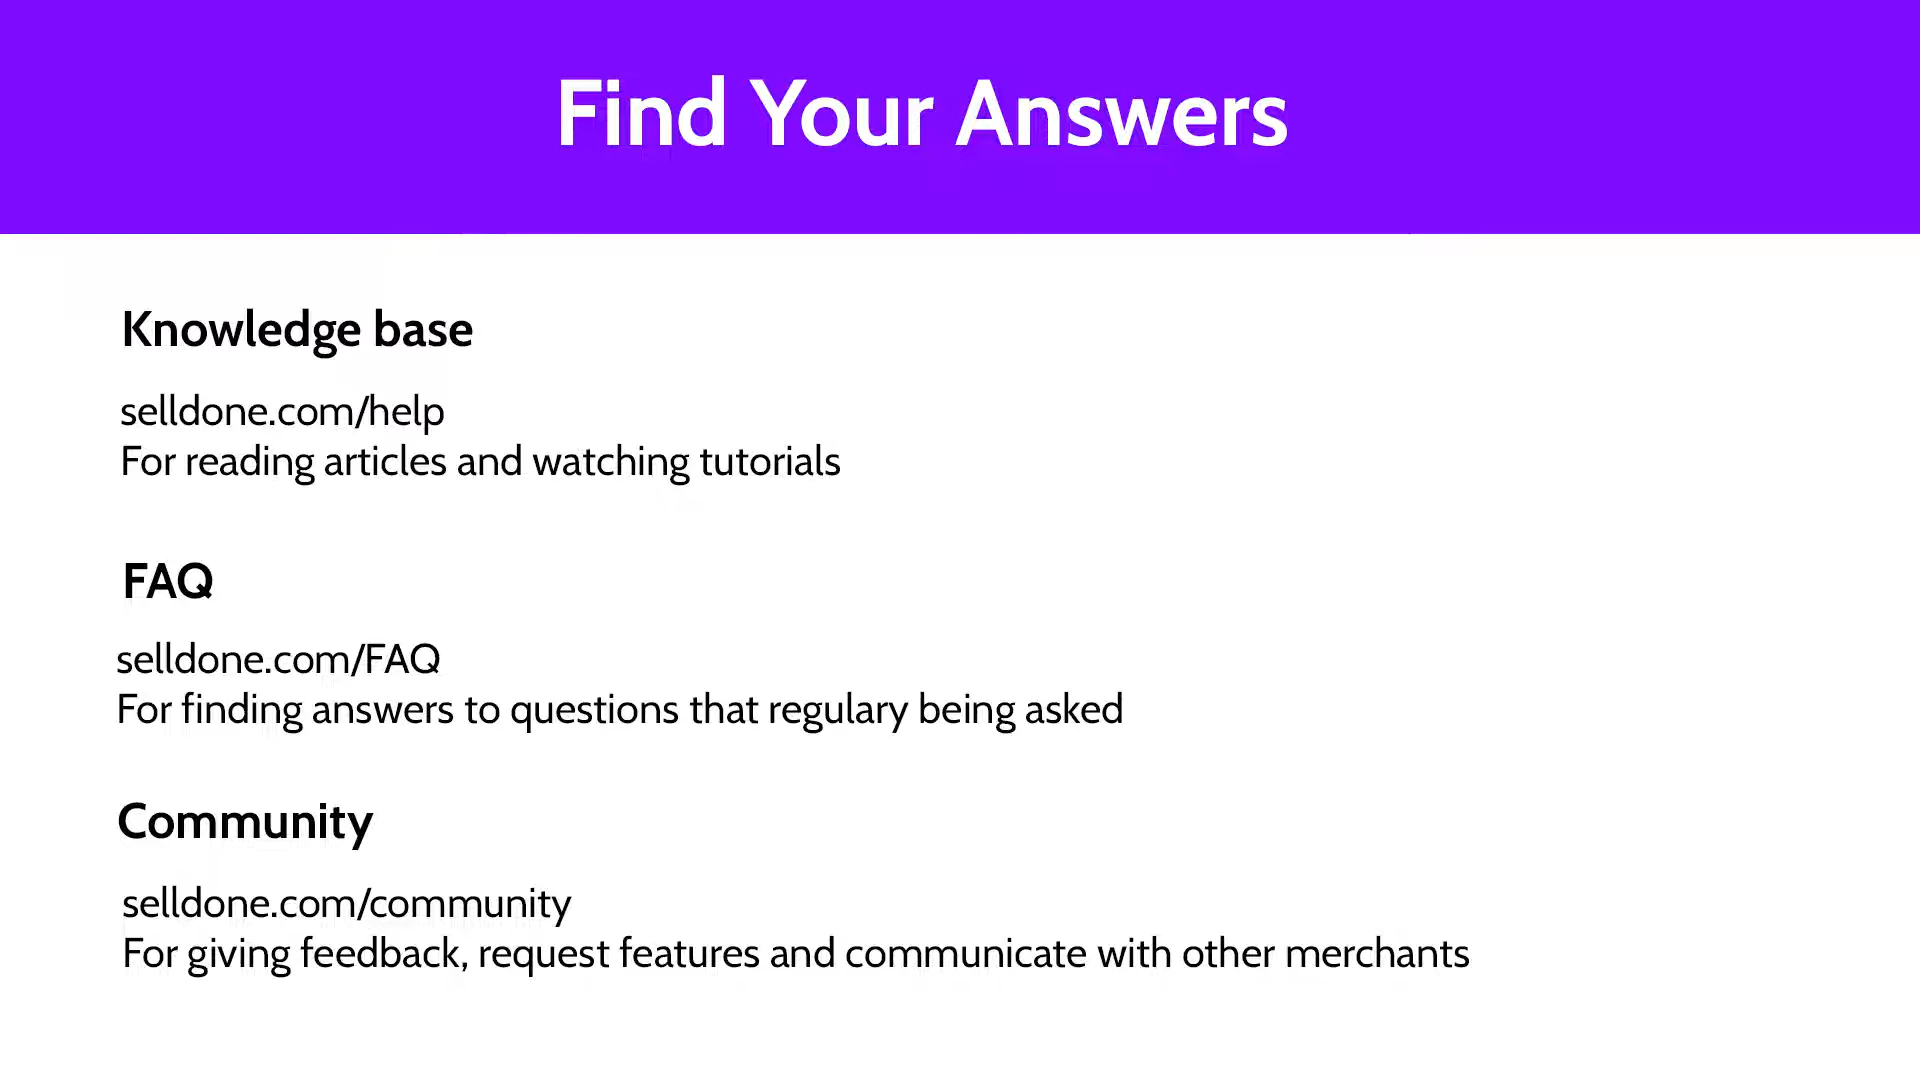 Find Your Answers
Knowledge base
selldone.com/help
For reading articles and watching tutorials
FAQ
selldone.com/FAQ
For finding answers to questions that regulary being asked
Community
selldone.com/community
For giving feedback, request features and communicate with other merchants